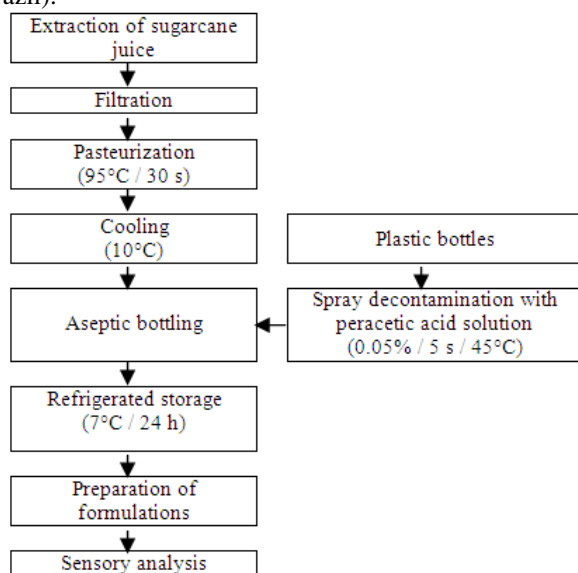 Extraction of sugarcane
juice
Filtration
Pasteurization
(95°C / 30 s)
Cooling
(10°C)
Plastic bottles
Aseptic bottling
Spray decontamination with
peracetic acid solution
(0.05% / 5 s / 45°C)
Refrigerated storage
(7°C / 24 h)
Preparation of
formulations
Sensory analysis